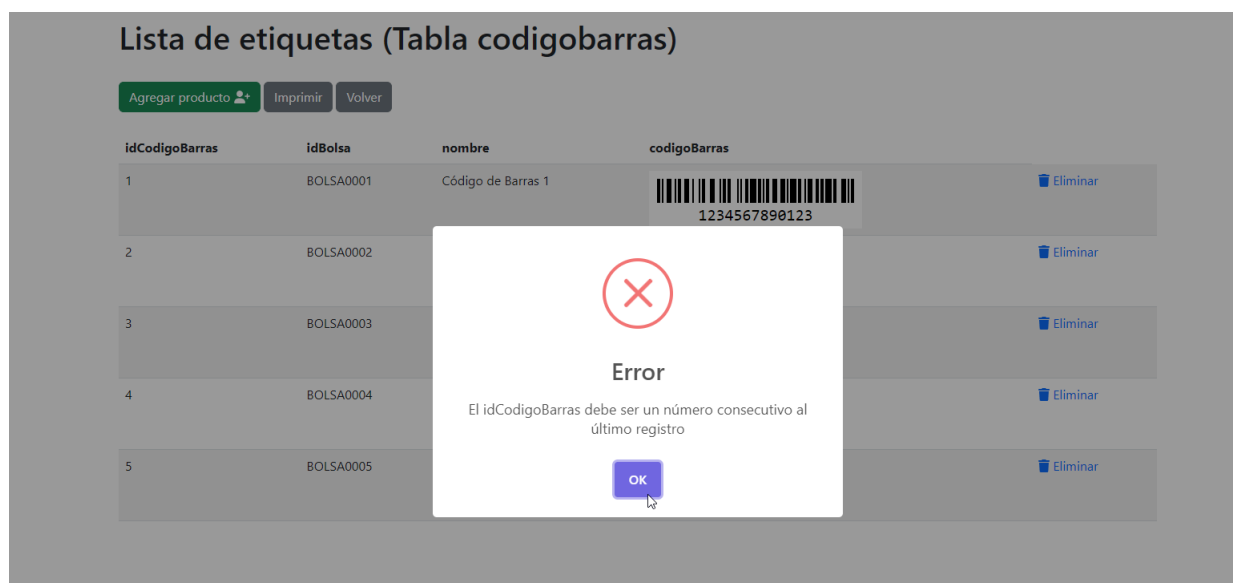 Lista de etiquetas (Tabla codigobarras)
Agregar producto Imprimir Volver
idCodigoBarras idBolsa nombre codigoBarras
1 BOLSA0001 Código de Barras 1 Eliminar
1234567890123
2 BOLSA0002 Eliminar
3 BOLSA0003 Eliminar
4 BOLSA0004 Eliminar
5 BOLSA0005 Eliminar
Error
El idCodigoBarras debe ser un número consecutivo al
último registro
OK